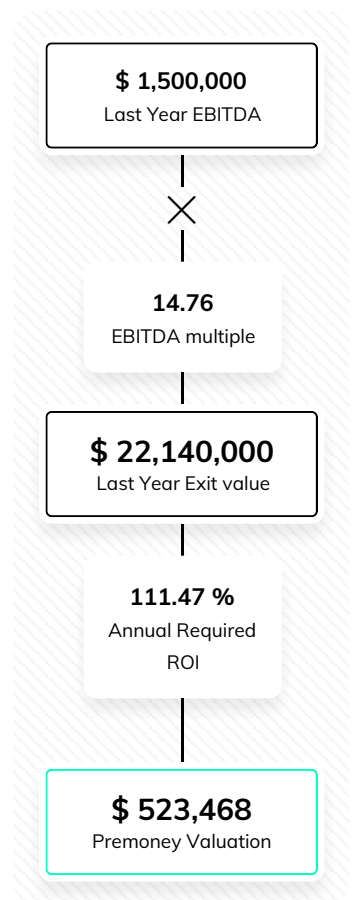 $ 1,500,000
Last Year EBITDA
14.76
EBITDA multiple
$ 22,140,000
Last Year Exit value
111.47 %
Annual Required
ROI
$ 523,468
Premoney Valuation